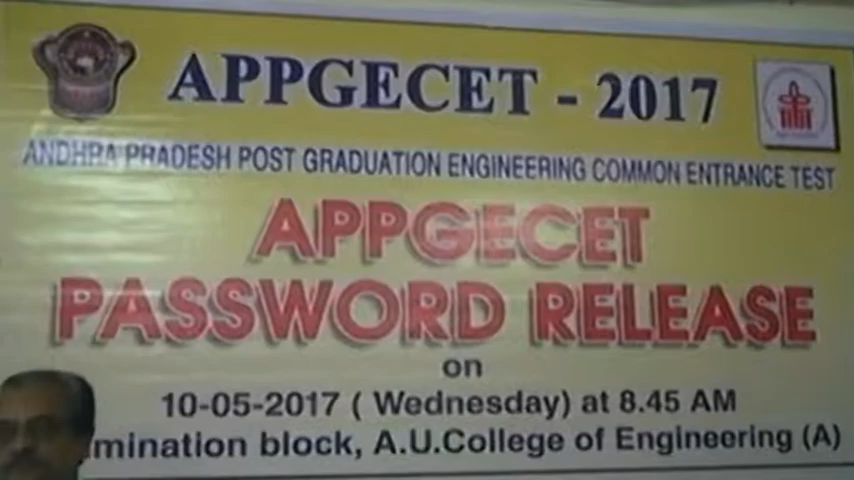 APPGECET - 2017
ANDHRA PRADESH POST GRADUATION ENGINEERING COMMON ENTRANCE TEST
APPGECET
PASSWORD RELEASE
on
10-05-2017 ( Wednesday) at 8.45 AM
mination block, A.U.College of Engineering (A)